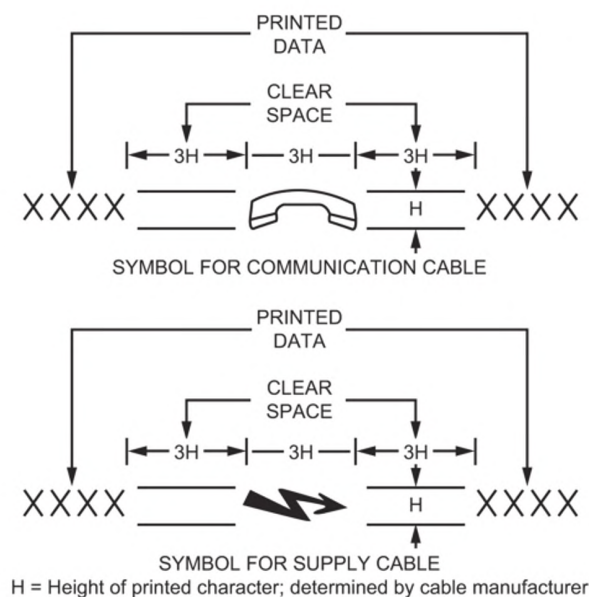 PRINTED
DATA
CLEAR
SPACE
3H 3H 3H
XXXX H XXXX
SYMBOL FOR COMMUNICATION CABLE
PRINTED
DATA
CLEAR
SPACE
3H 3H 3H
XXXX H XXXX
SYMBOL FOR SUPPLY CABLE
H = Height of printed character; determined by cable manufacturer